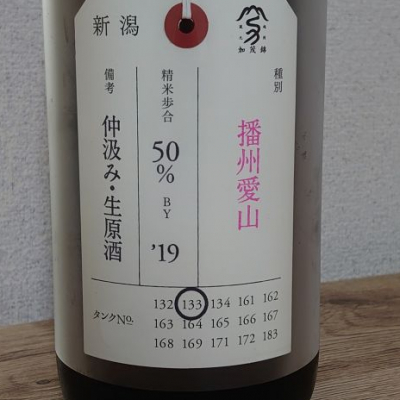 加茂錦
種別
播州愛山
精米歩合
50%
BY
'19
新潟
備考
仲汲み・生原酒
タンクNo.
132 133 134 161 162
163 164 165 166 167
168 169 171 172 183